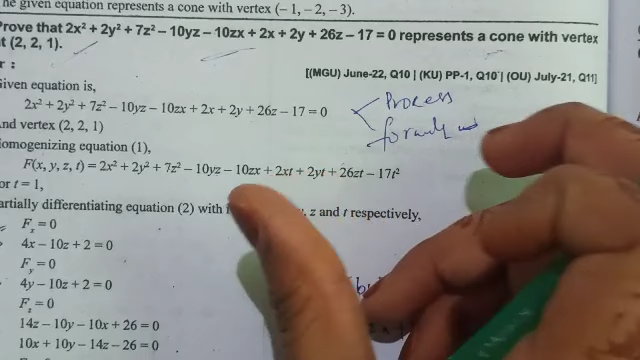 he given equation represents a cone with vertex (– 1, – 2, – 3).
Prove that 2x² + 2y² + 7z² – 10yz – 10zx + 2x + 2y + 26z – 17 = 0 represents a cone with vertex
t (2, 2, 1).
r :
[(MGU) June-22, Q10 | (KU) PP-1, Q10 | (OU) July-21, Q11]
Given equation is,
2x² + 2y² + 7z² – 10yz – 10zx + 2x + 2y + 26z – 17 = 0
Process
And vertex (2, 2, 1)
omogenizing equation (1),
F(x, y, z, t) = 2x² + 2y² + 7z² – 10yz – 10zx + 2xt + 2yt + 26zt – 17t²
or t = 1,
artially differentiating equation (2) with , z and t respectively,
Fₓ = 0
4x – 10z + 2 = 0
Fᵧ = 0
4y – 10z + 2 = 0
F_z = 0
14z – 10y – 10x + 26 = 0
10x + 10y – 14z – 26 = 0